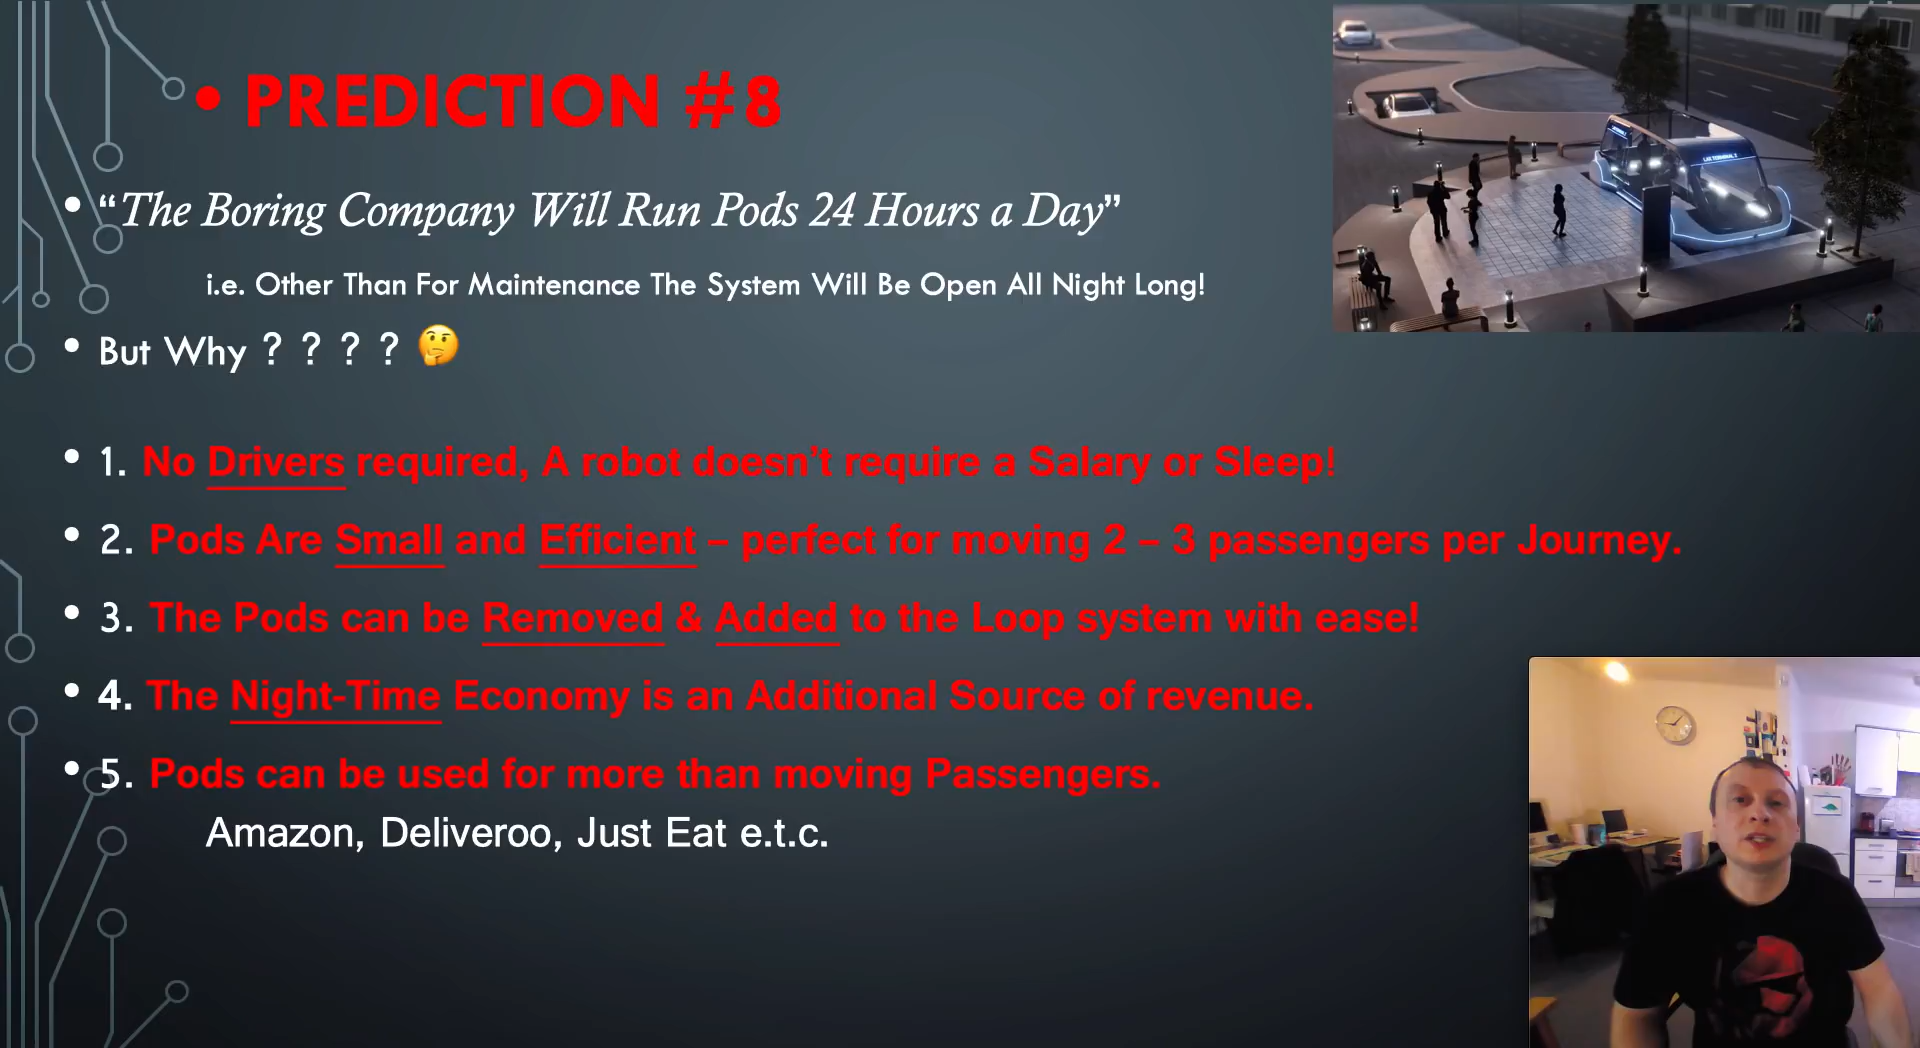 • PREDICTION #8
• “The Boring Company Will Run Pods 24 Hours a Day”
i.e. Other Than For Maintenance The System Will Be Open All Night Long!
• But Why ? ? ? ? 🤔
• 1. No Drivers required, A robot doesn’t require a Salary or Sleep!
• 2. Pods Are Small and Efficient – perfect for moving 2 – 3 passengers per Journey.
• 3. The Pods can be Removed & Added to the Loop system with ease!
• 4. The Night-Time Economy is an Additional Source of revenue.
• 5. Pods can be used for more than moving Passengers.
Amazon, Deliveroo, Just Eat e.t.c.